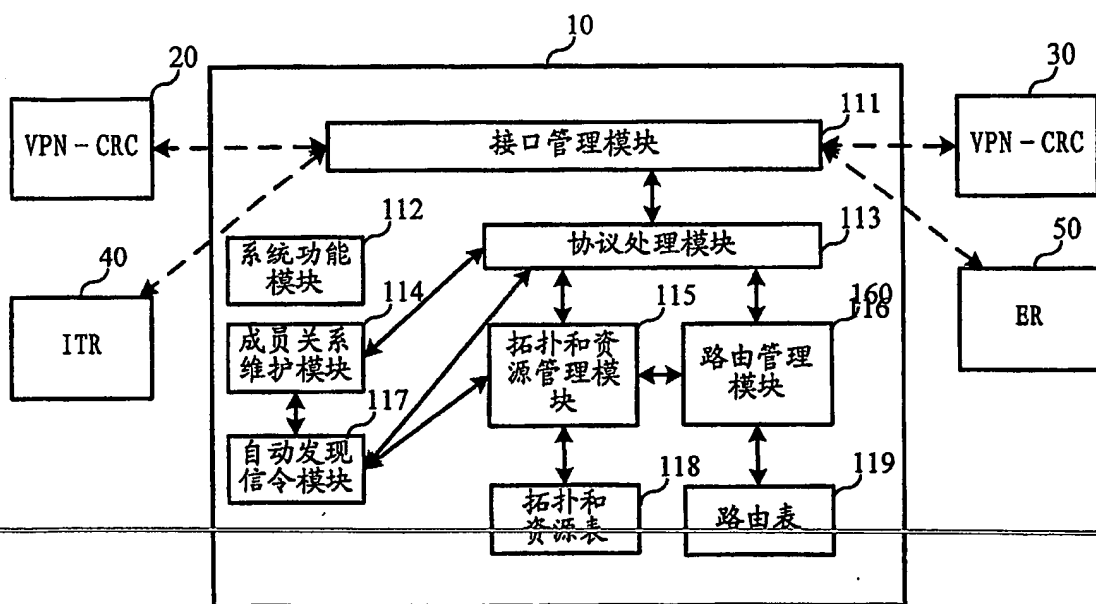 10
20
30
VPN-CRC
接口管理模块
111
VPN-CRC
112
113
系统功能
模块
协议处理模块
40
50
114
115
160
116
ITR
成员关系
维护模块
拓扑和资
源管理模
块
路由管理
模块
ER
117
自动发现
信令模块
118
119
拓扑和
资源表
路由表